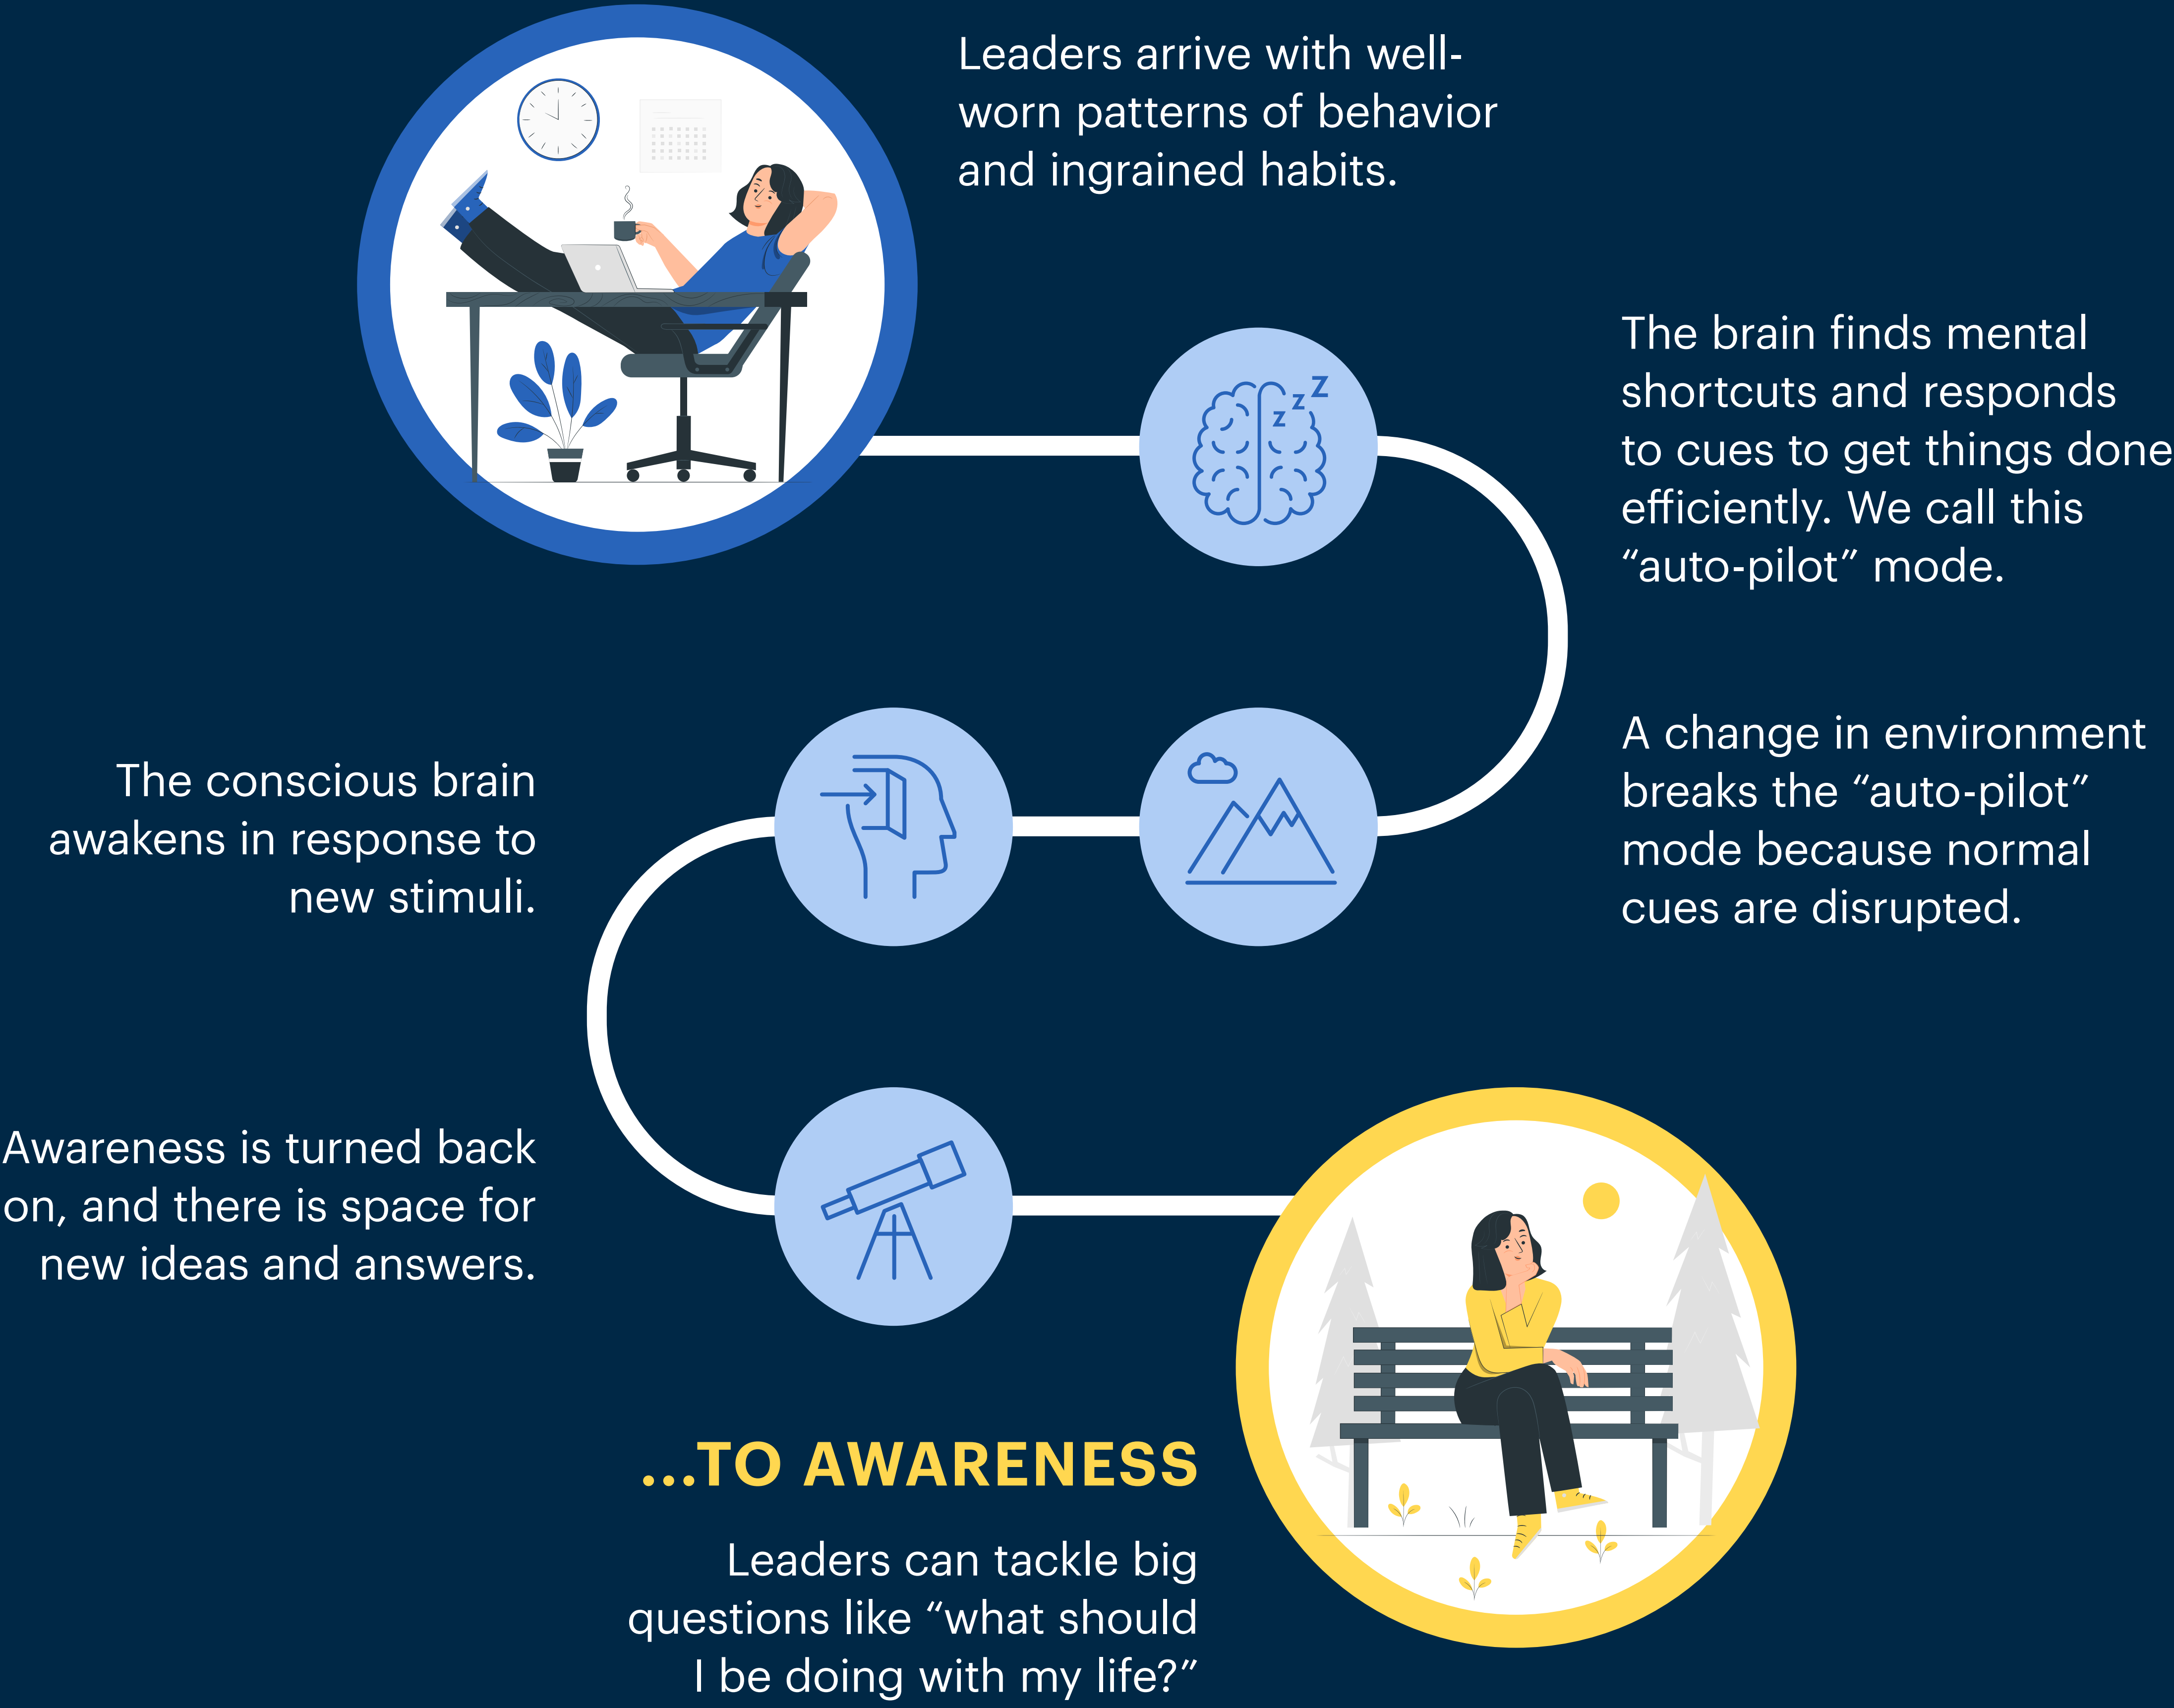 Leaders arrive with well-
worn patterns of behavior
and ingrained habits.
z z Z
The brain finds mental
shortcuts and responds
to cues to get things done
efficiently. We call this
“auto-pilot” mode.
A change in environment
breaks the “auto-pilot”
mode because normal
cues are disrupted.
The conscious brain
awakens in response to
new stimuli.
Awareness is turned back
on, and there is space for
new ideas and answers.
...TO AWARENESS
Leaders can tackle big
questions like “what should
I be doing with my life?”